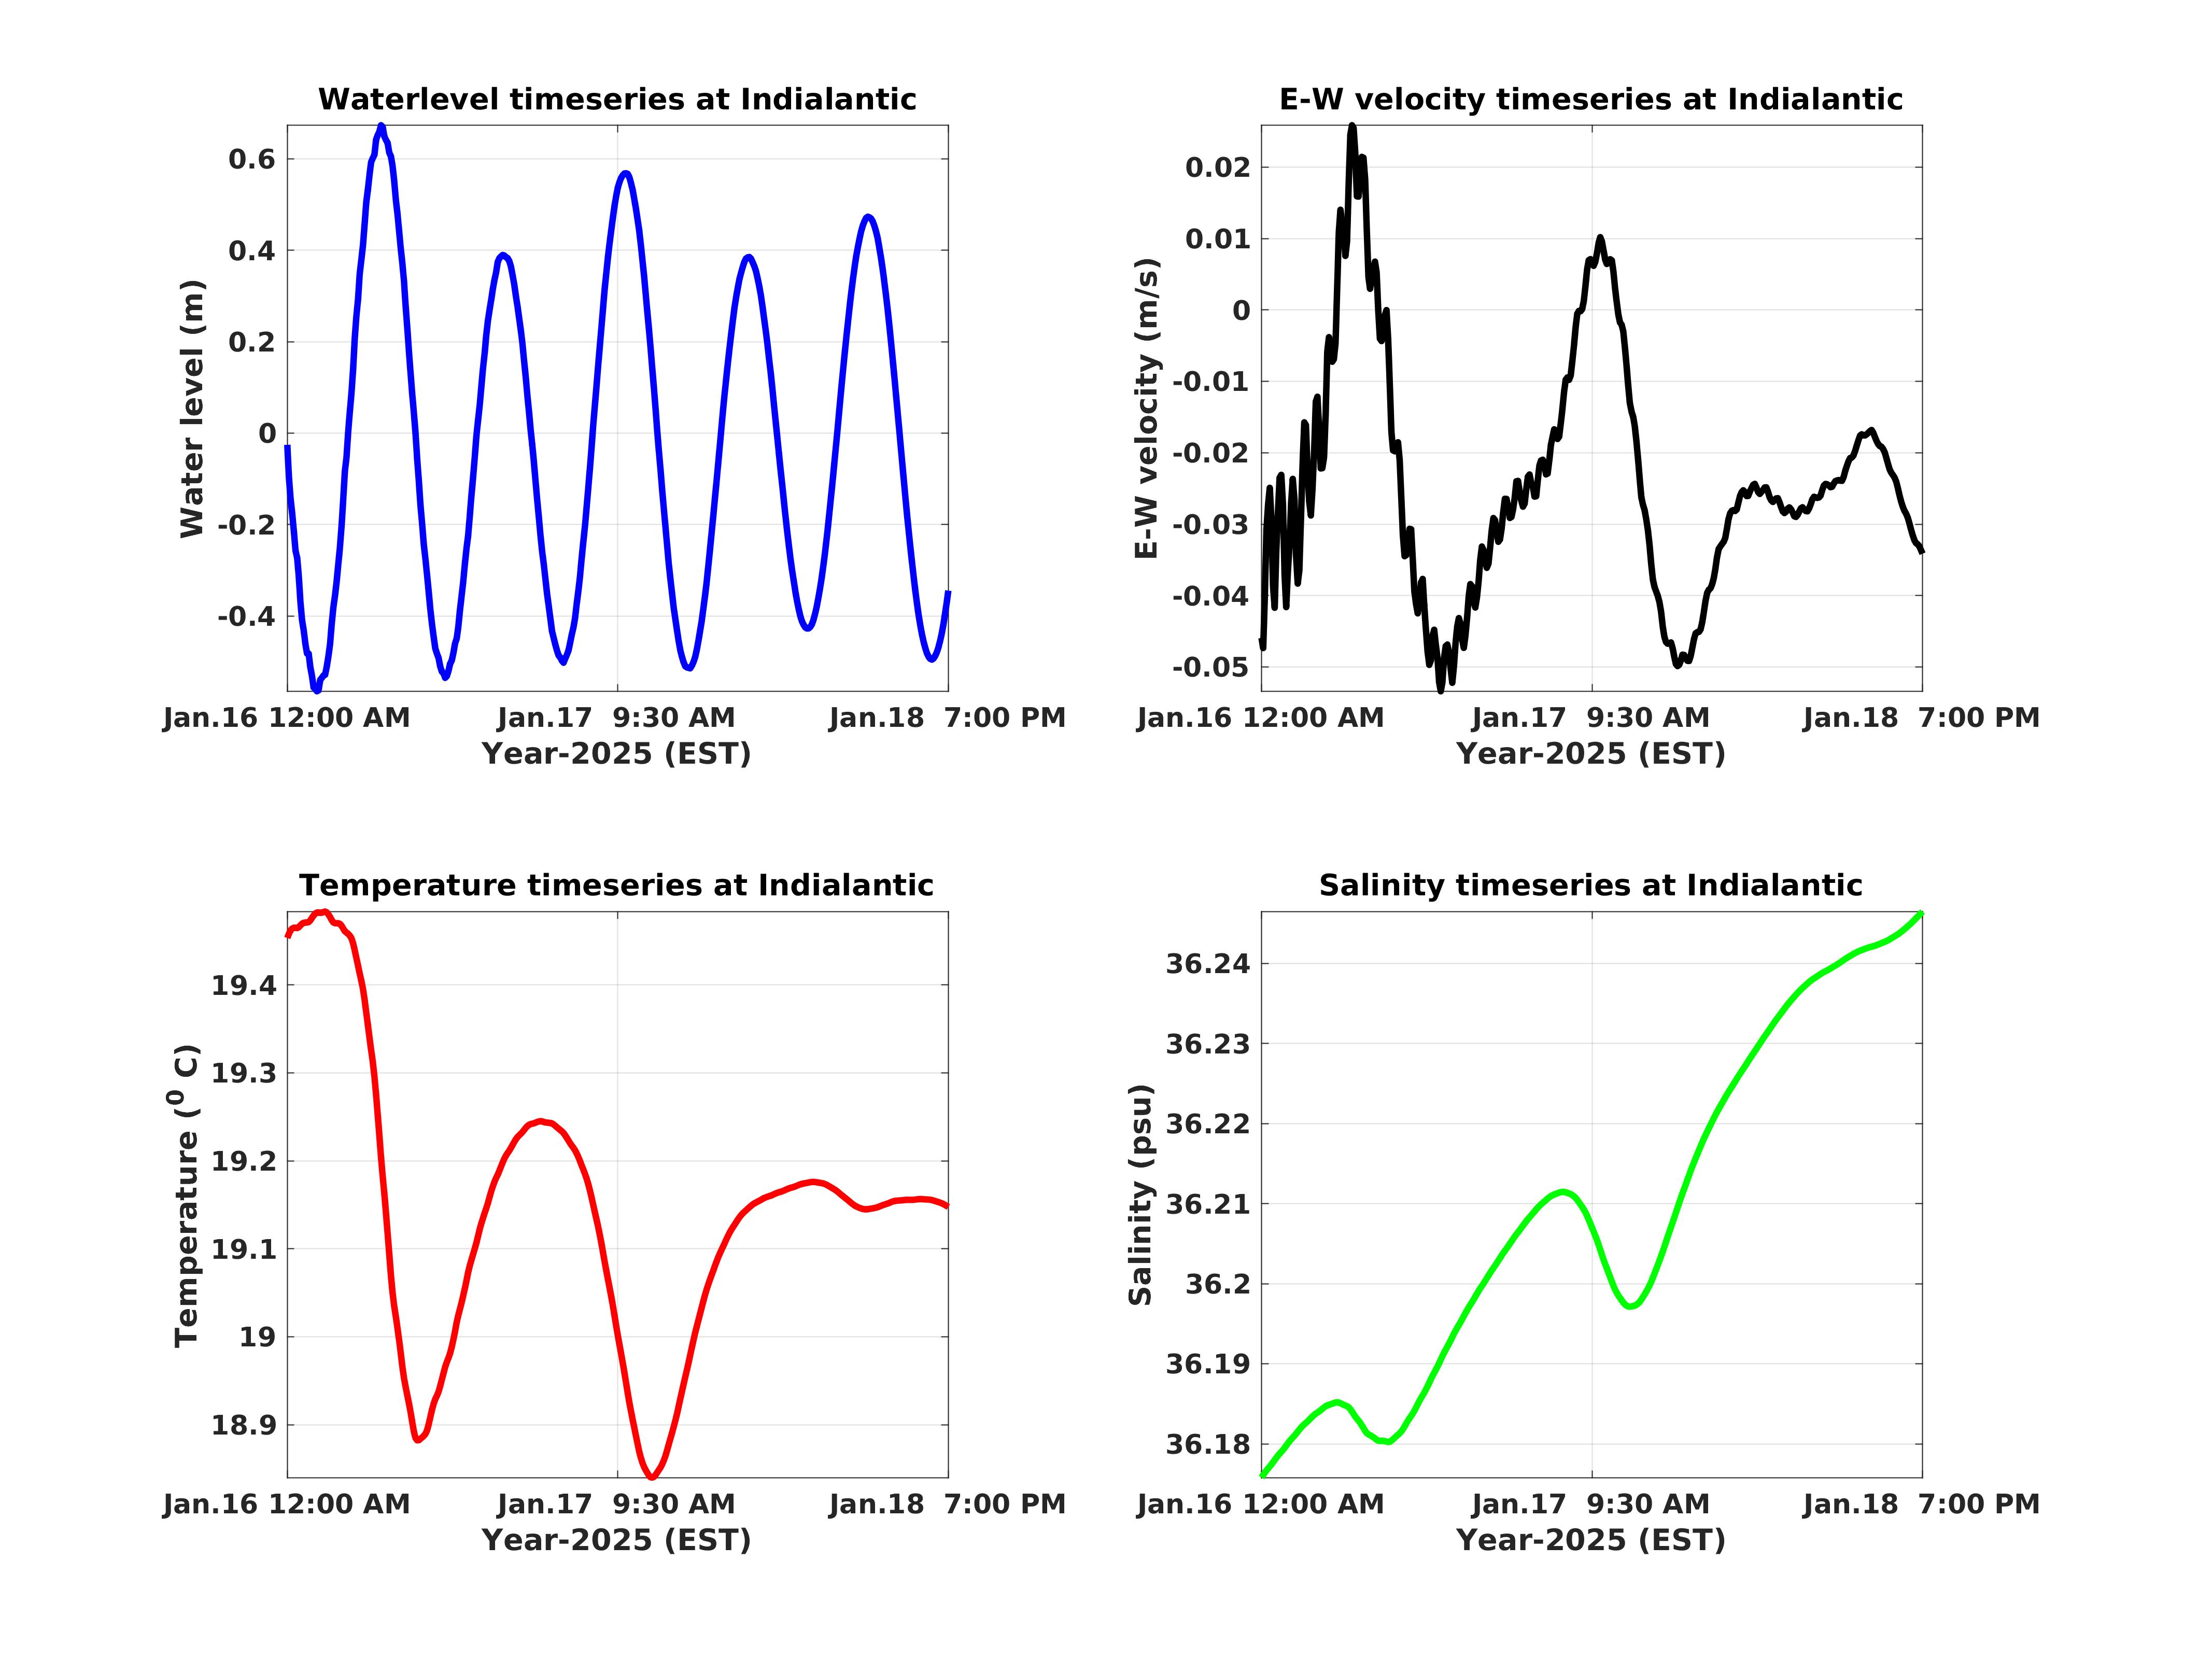 Waterlevel timeseries at Indialantic
0.6
0.4
0.2
0
-0.2
-0.4
Water level (m)
Jan.16 12:00 AM
Jan.17 9:30 AM
Jan.18 7:00 PM
Year-2025 (EST)
E-W velocity timeseries at Indialantic
0.02
0.01
0
-0.01
-0.02
-0.03
-0.04
-0.05
E-W velocity (m/s)
Jan.16 12:00 AM
Jan.17 9:30 AM
Jan.18 7:00 PM
Year-2025 (EST)
Temperature timeseries at Indialantic
19.4
19.3
19.2
19.1
19
18.9
Temperature (⁰ C)
Jan.16 12:00 AM
Jan.17 9:30 AM
Jan.18 7:00 PM
Year-2025 (EST)
Salinity timeseries at Indialantic
36.24
36.23
36.22
36.21
36.2
36.19
36.18
Salinity (psu)
Jan.16 12:00 AM
Jan.17 9:30 AM
Jan.18 7:00 PM
Year-2025 (EST)